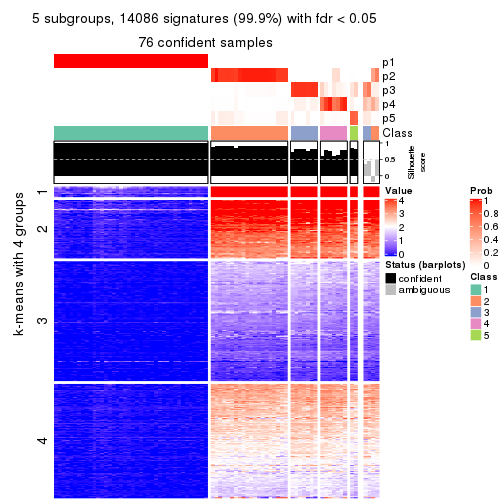 5 subgroups, 14086 signatures (99.9%) with fdr < 0.05
76 confident samples
p1
p2
p3
p4
p5
Class
1
0.5
0
Silhouette
score
k-means with 4 groups
1
2
3
4
Value
4
3
2
1
0
Status (barplots)
confident
ambiguous
Prob
1
0.8
0.6
0.4
0.2
0
Class
1
2
3
4
5